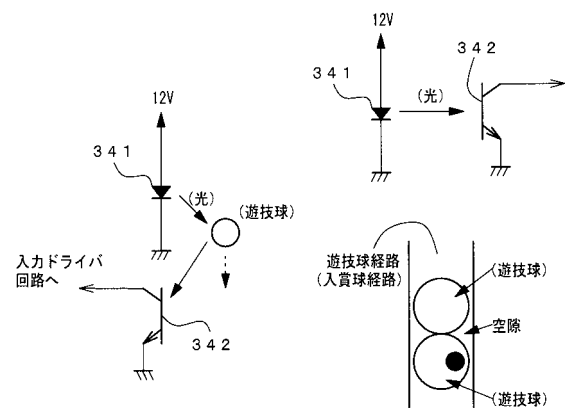 12V
341
(光)
(遊技球)
入力ドライバ
回路へ
342
12V
341
(光)
342
遊技球経路
(入賞球経路)
(遊技球)
空隙
(遊技球)